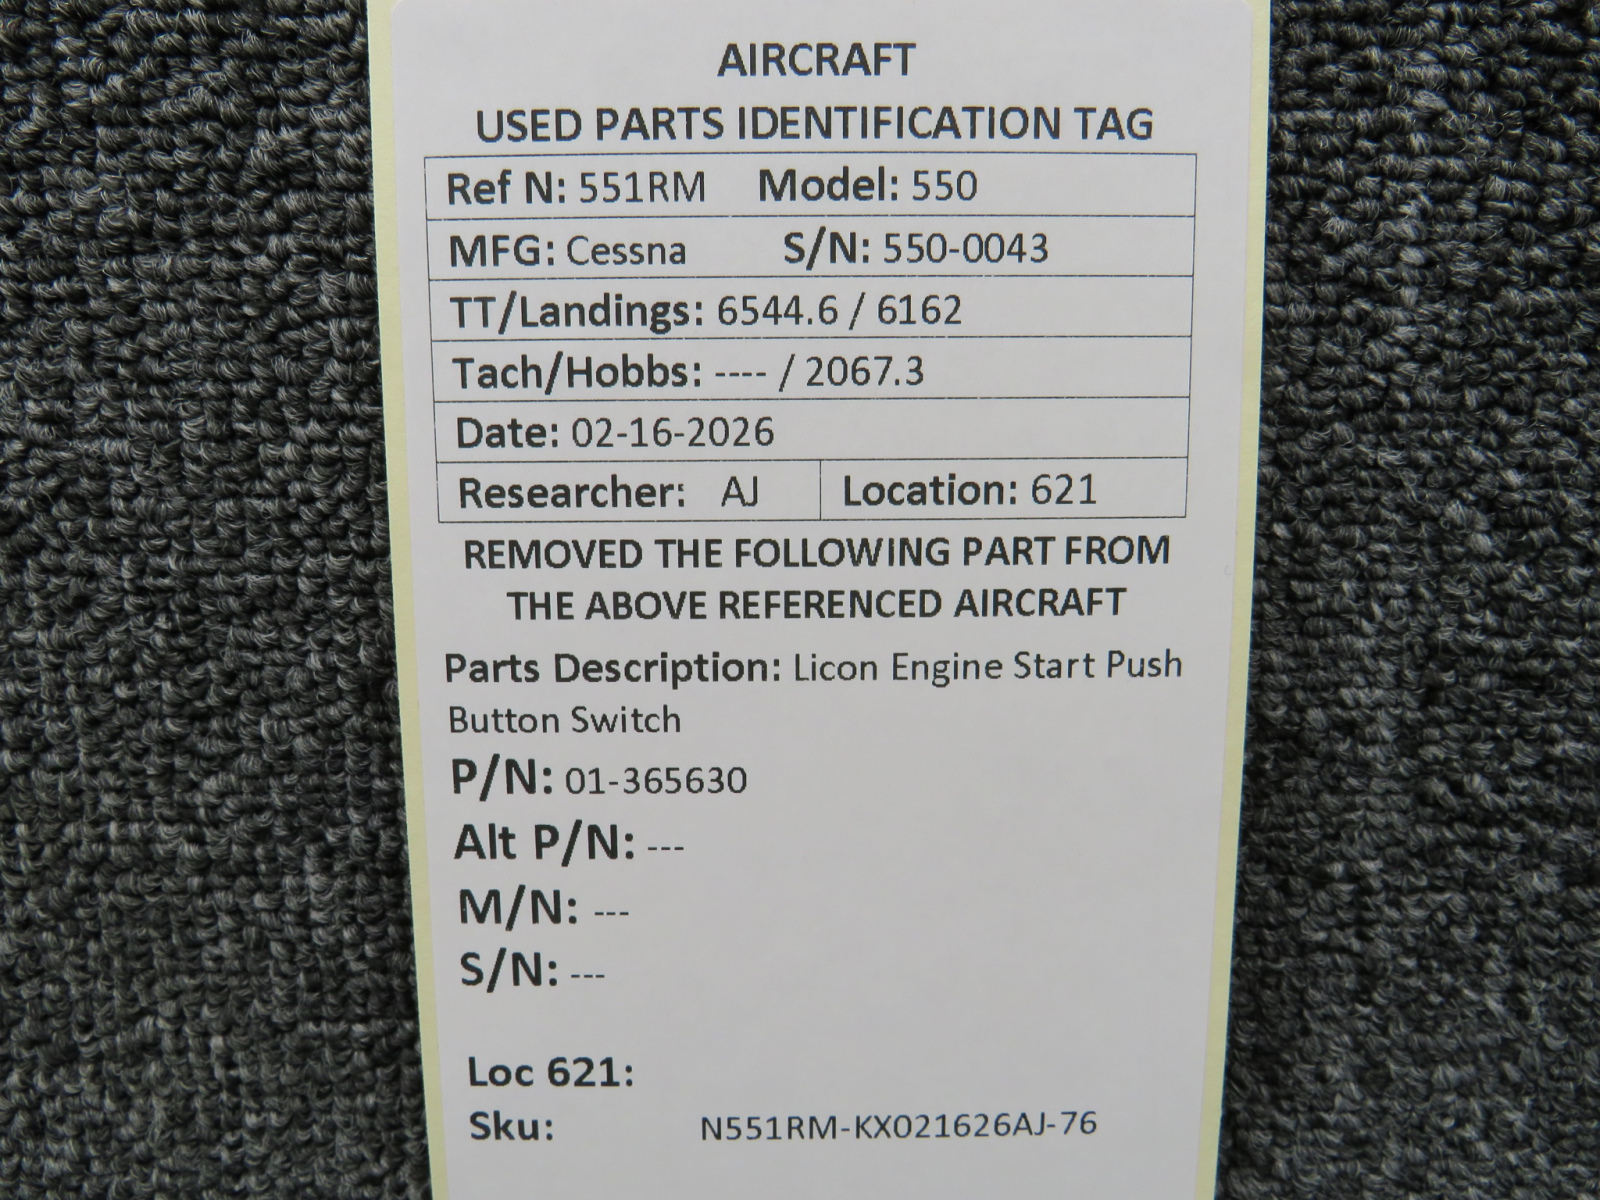 AIRCRAFT
USED PARTS IDENTIFICATION TAG
Ref N: 551RM Model: 550
MFG: Cessna S/N: 550-0043
TT/Landings: 6544.6 / 6162
Tach/Hobbs: ---- / 2067.3
Date: 02-16-2026
Researcher: AJ Location: 621
REMOVED THE FOLLOWING PART FROM
THE ABOVE REFERENCED AIRCRAFT
Parts Description: Licon Engine Start Push
Button Switch
P/N: 01-365630
Alt P/N: ---
M/N: ---
S/N: ---
Loc 621:
Sku: N551RM-KX021626AJ-76